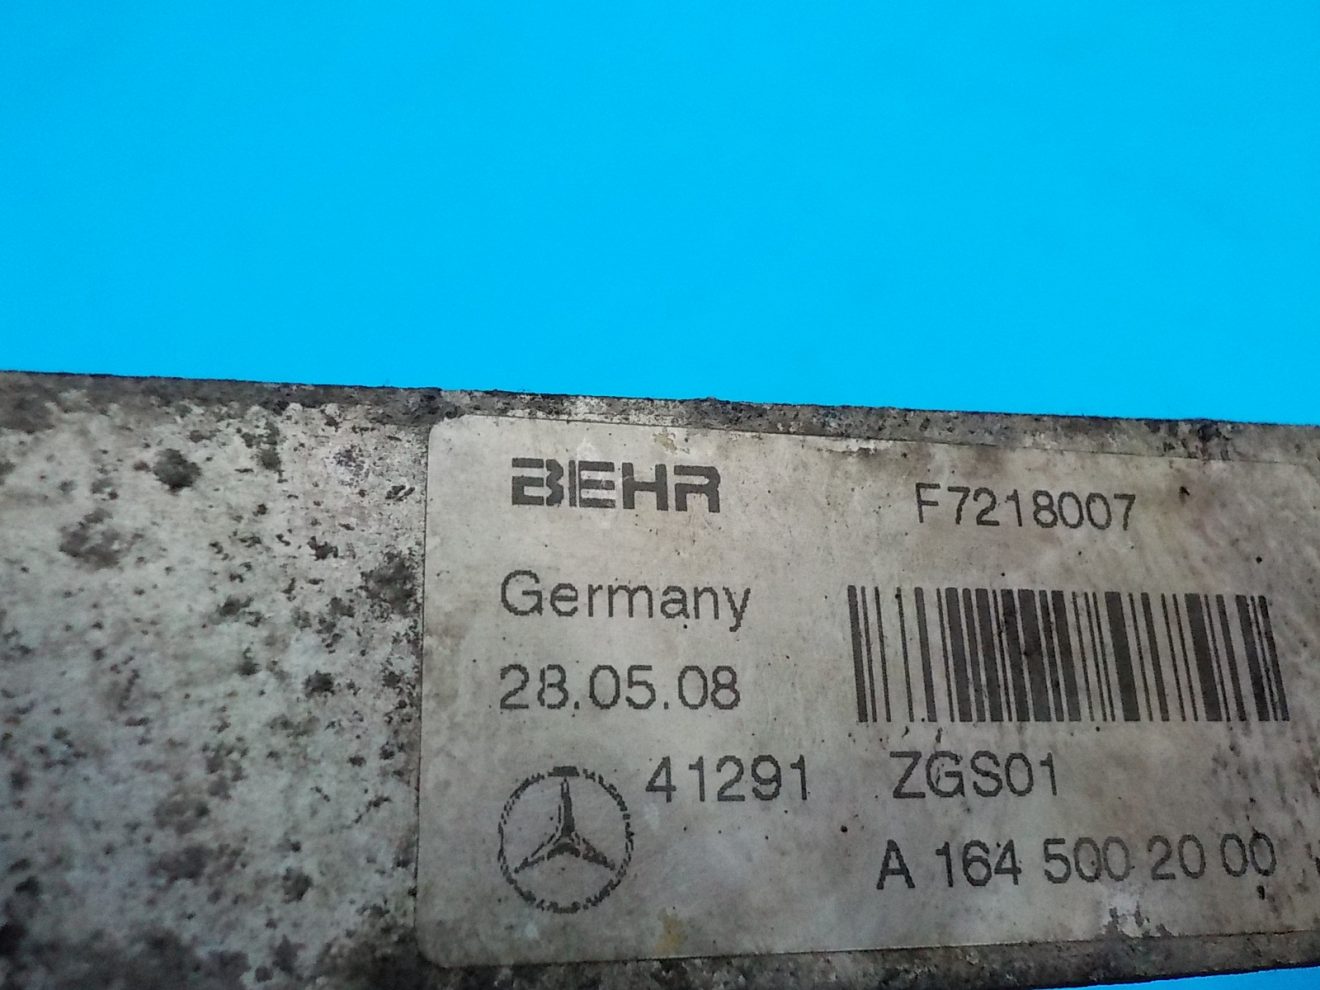 BEHR F7218007
Germany
28.05.08
41291 ZGS01
A 164 500 20 00